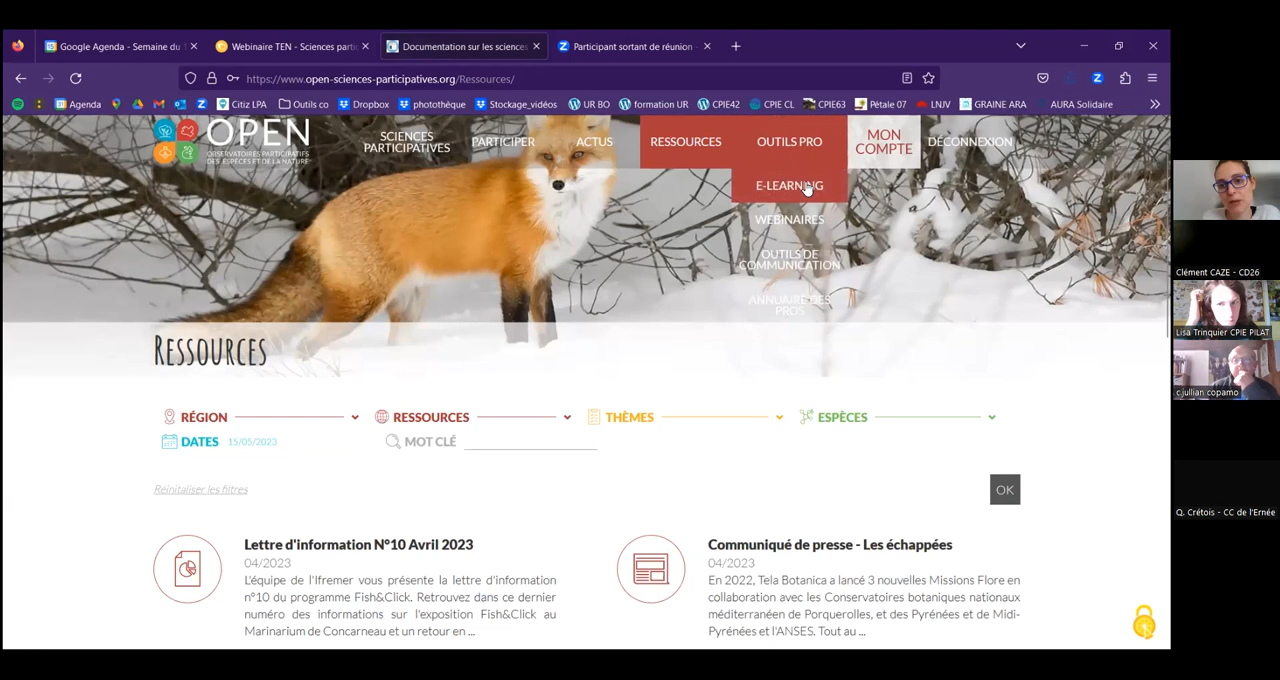 Google Agenda - Semaine du
Webinaire TEN - Sciences parti
Documentation sur les sciences
Participant sortant de réunion -
https://www.open-sciences-participatives.org/Ressources/
Agenda
Citiz LPA
Outils co
Dropbox
photothèque
Stockage_vidéos
UR BO
formation UR
CPIE42
CPIE CL
CPIE63
Pétale 07
LNJV
GRAINE ARA
AURA Solidaire
OPEN
OBSERVATOIRES PARTICIPATIFS
DES ESPÈCES ET DE LA NATURE
SCIENCES
PARTICIPATIVES
PARTICIPER
ACTUS
RESSOURCES
OUTILS PRO
MON
COMPTE
DÉCONNEXION
E-LEARNING
WEBINAIRES
OUTILS DE
COMMUNICATION
ANNUAIRE DES
PROS
Clément CAZE - CD26
Lisa Trinquier CPIE PILAT
c.jullian copamo
Q. Crétois - CC de l'Ernée
RESSOURCES
RÉGION
RESSOURCES
THÈMES
ESPÈCES
DATES 15/05/2023
MOT CLÉ
Réinitaliser les filtres
OK
Lettre d'information N°10 Avril 2023
04/2023
L'équipe de l'Ifremer vous présente la lettre d'information
n°10 du programme Fish&Click. Retrouvez dans ce dernier
numéro des informations sur l'exposition Fish&Click au
Marinarium de Concarneau et un retour en ...
Communiqué de presse - Les échappées
04/2023
En 2022, Tela Botanica a lancé 3 nouvelles Missions Flore en
collaboration avec les Conservatoires botaniques nationaux
méditerranéen de Porquerolles, et des Pyrénées et de Midi-
Pyrénées et l'ANSES. Tout au ...